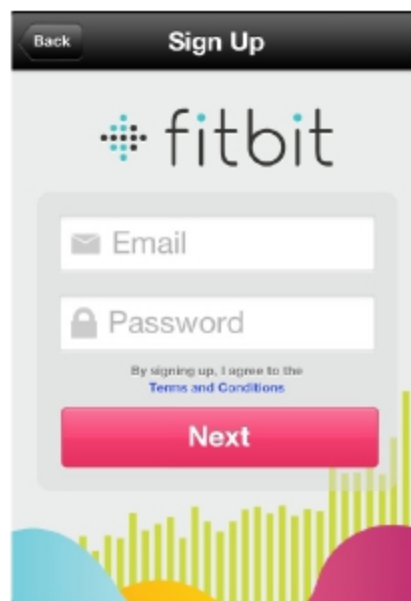 Back
Sign Up
fitbit
Email
Password
By signing up, I agree to the
Terms and Conditions
Next